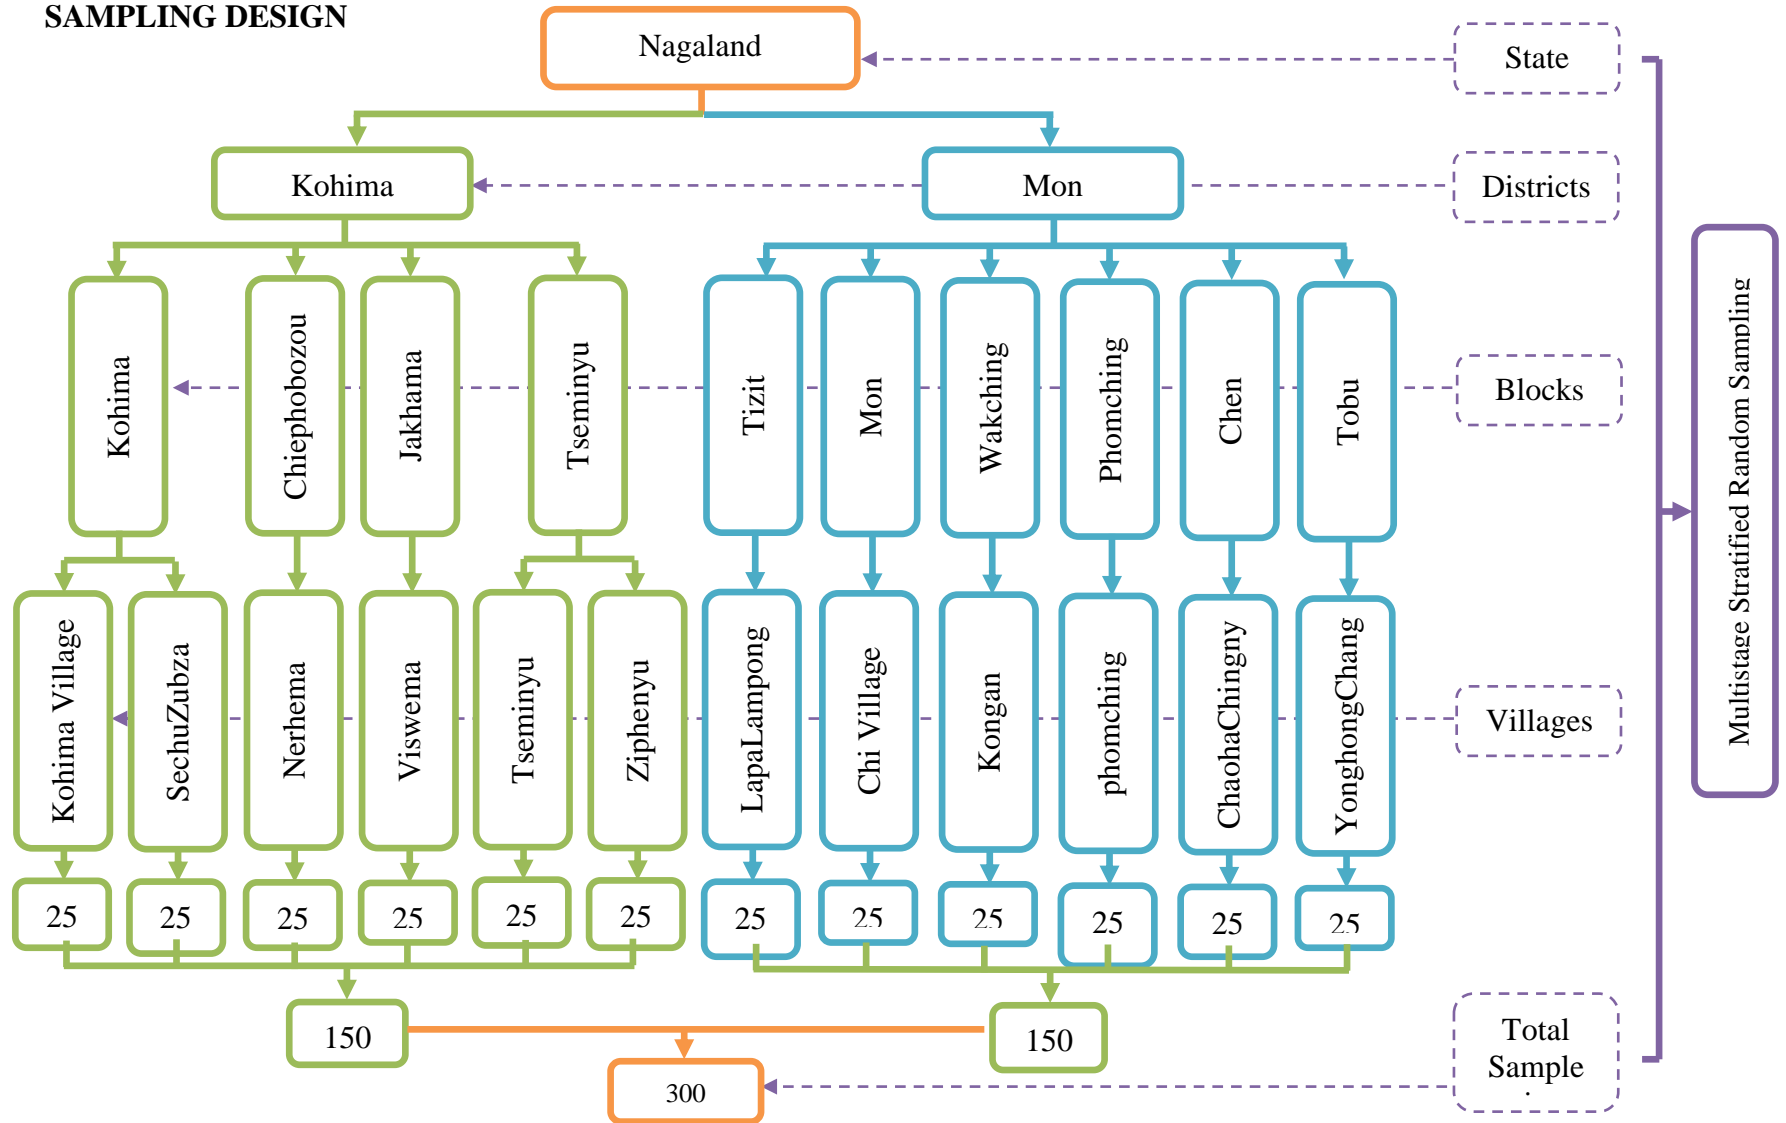 SAMPLING DESIGN
Nagaland
State
Kohima
Mon
Districts
Kohima
Chiephobozou
Jakhama
Tseminyu
Tizit
Mon
Wakching
Phomching
Chen
Tobu
Blocks
Multistage Stratified Random Sampling
Kohima Village
SechuZubza
Nerhema
Viswema
Tseminyu
Ziphenyu
LapaLampong
Chi Village
Kongan
phomching
ChaohaChingny
YonghongChang
Villages
25
25
25
25
25
25
25
25
25
25
25
25
150
150
Total
Sample
300